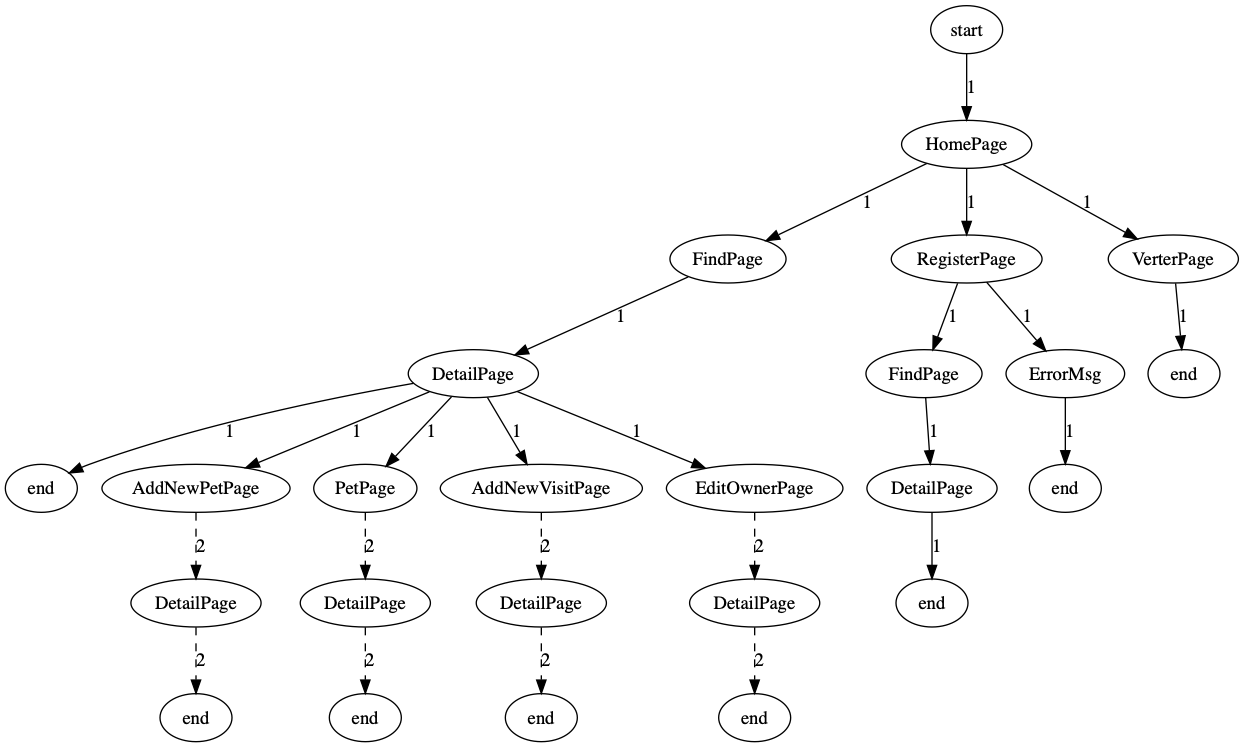 start
1
HomePage
1 1 1
FindPage RegisterPage VerterPage
1 1 1 1
DetailPage FindPage ErrorMsg end
1 1 1 1 1 1 1
end AddNewPetPage PetPage AddNewVisitPage EditOwnerPage DetailPage end
2 2 2 2 1
DetailPage DetailPage DetailPage DetailPage end
2 2 2 2
end end end end